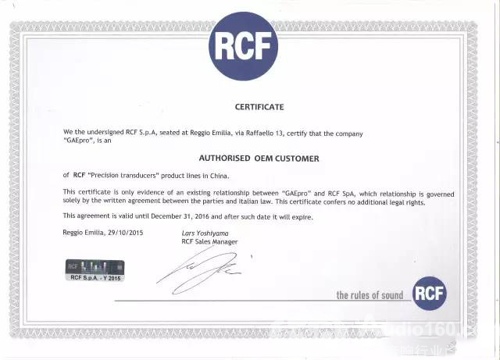 RCF
CERTIFICATE
We the undersigned RCF S.p.A, seated at Reggio Emilia, via Raffaello 13, certify that the company
“GAEpro”, is an
AUTHORISED OEM CUSTOMER
of RCF “Precision transducers” product lines in China.
This certificate is only evidence of an existing relationship between “GAEpro” and RCF SpA, which relationship is governed
solely by the written agreement between the parties and Italian law. This certificate confers no additional legal rights.
This agreement is valid until December 31, 2016 and after such date it will expire.
Reggio Emilia, 29/10/2015
Lars Yoshiyama
RCF Sales Manager
RCF S.p.A. - Y 2015
the rules of sound
RCF